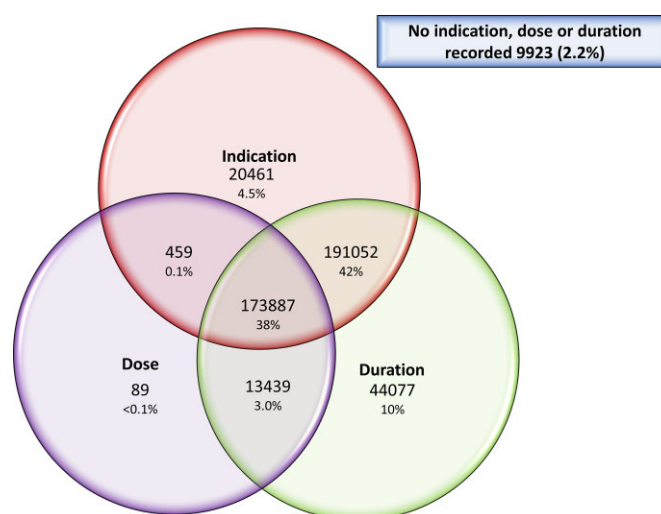 No indication, dose or duration
recorded 9923 (2.2%)
Indication
20461
4.5%
459
0.1%
191052
42%
173887
38%
Dose
89
<0.1%
13439
3.0%
Duration
44077
10%